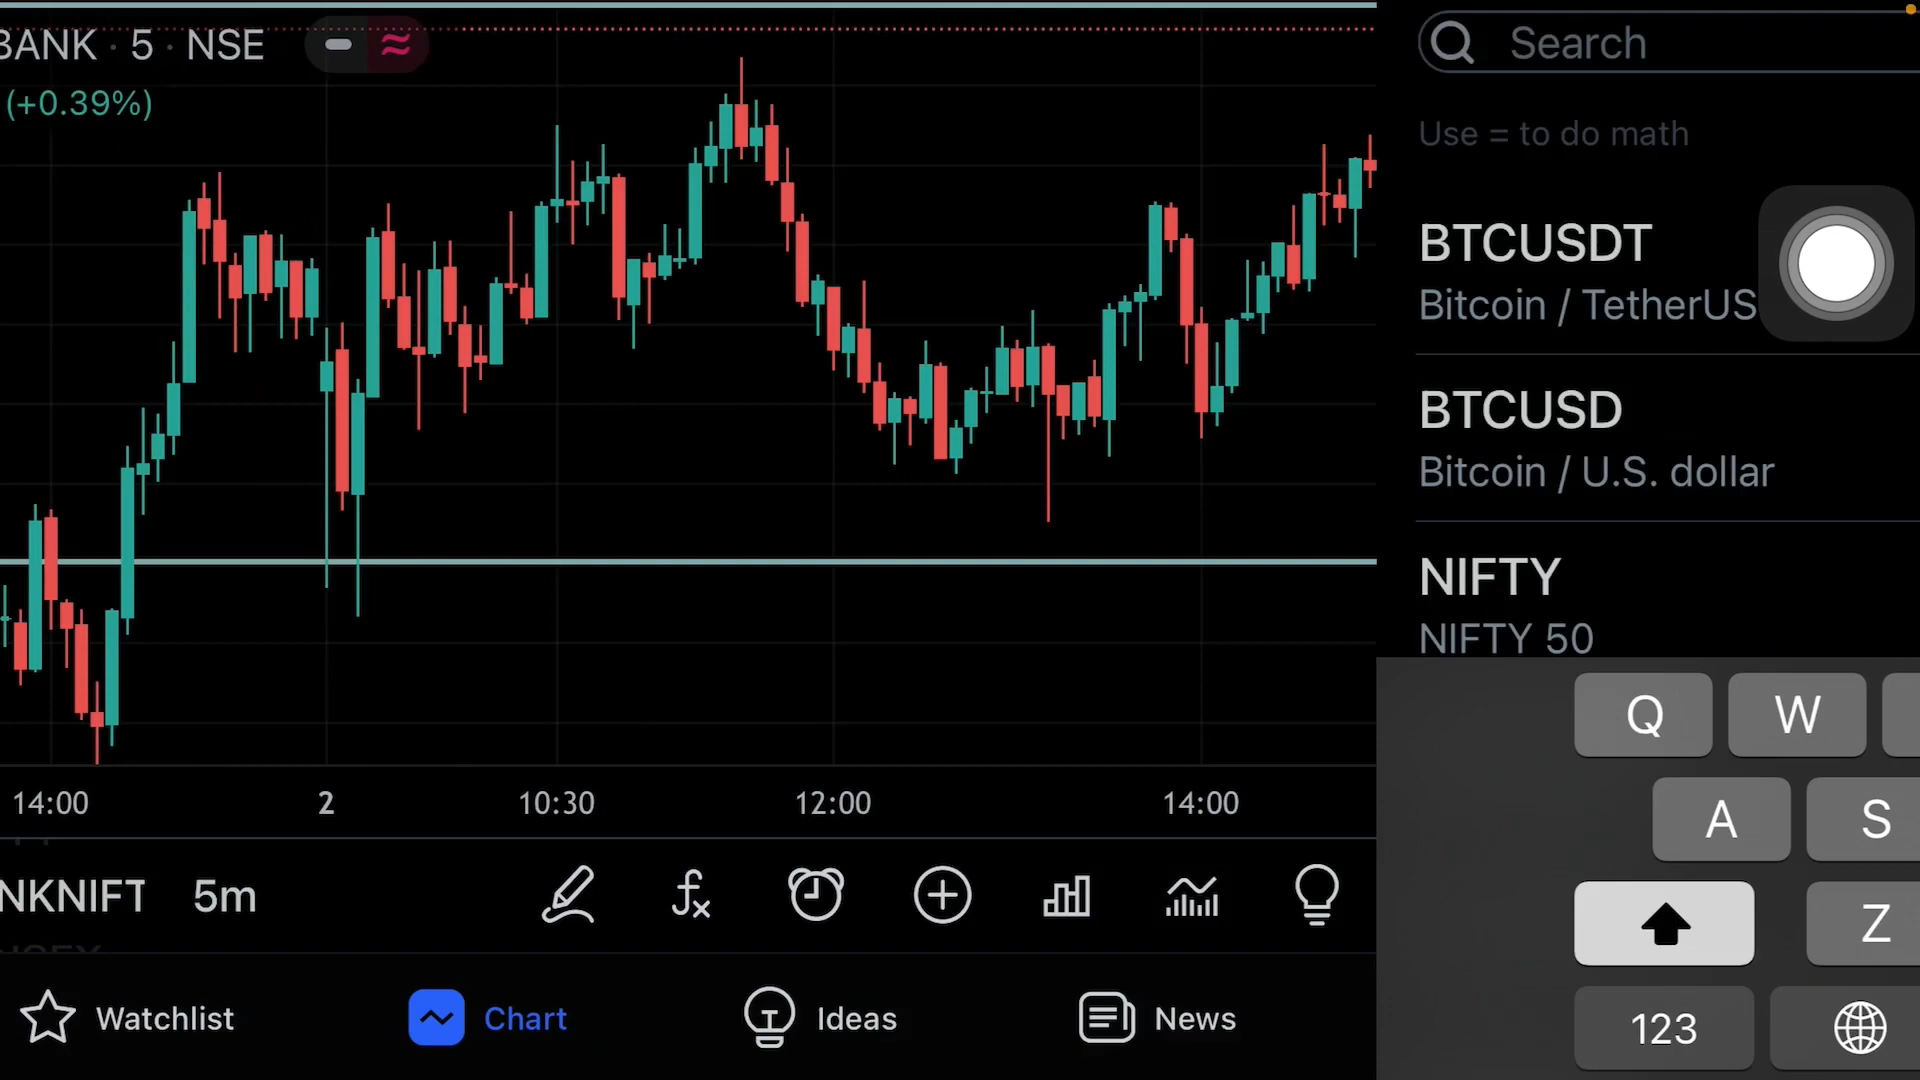 BANK · 5 · NSE
(+0.39%)
14:00 2 10:30 12:00 14:00
NKNIFT 5m
Watchlist Chart Ideas News
Search
Use = to do math
BTCUSDT
Bitcoin / TetherUS
BTCUSD
Bitcoin / U.S. dollar
NIFTY
NIFTY 50
Q W
A S
Z
123